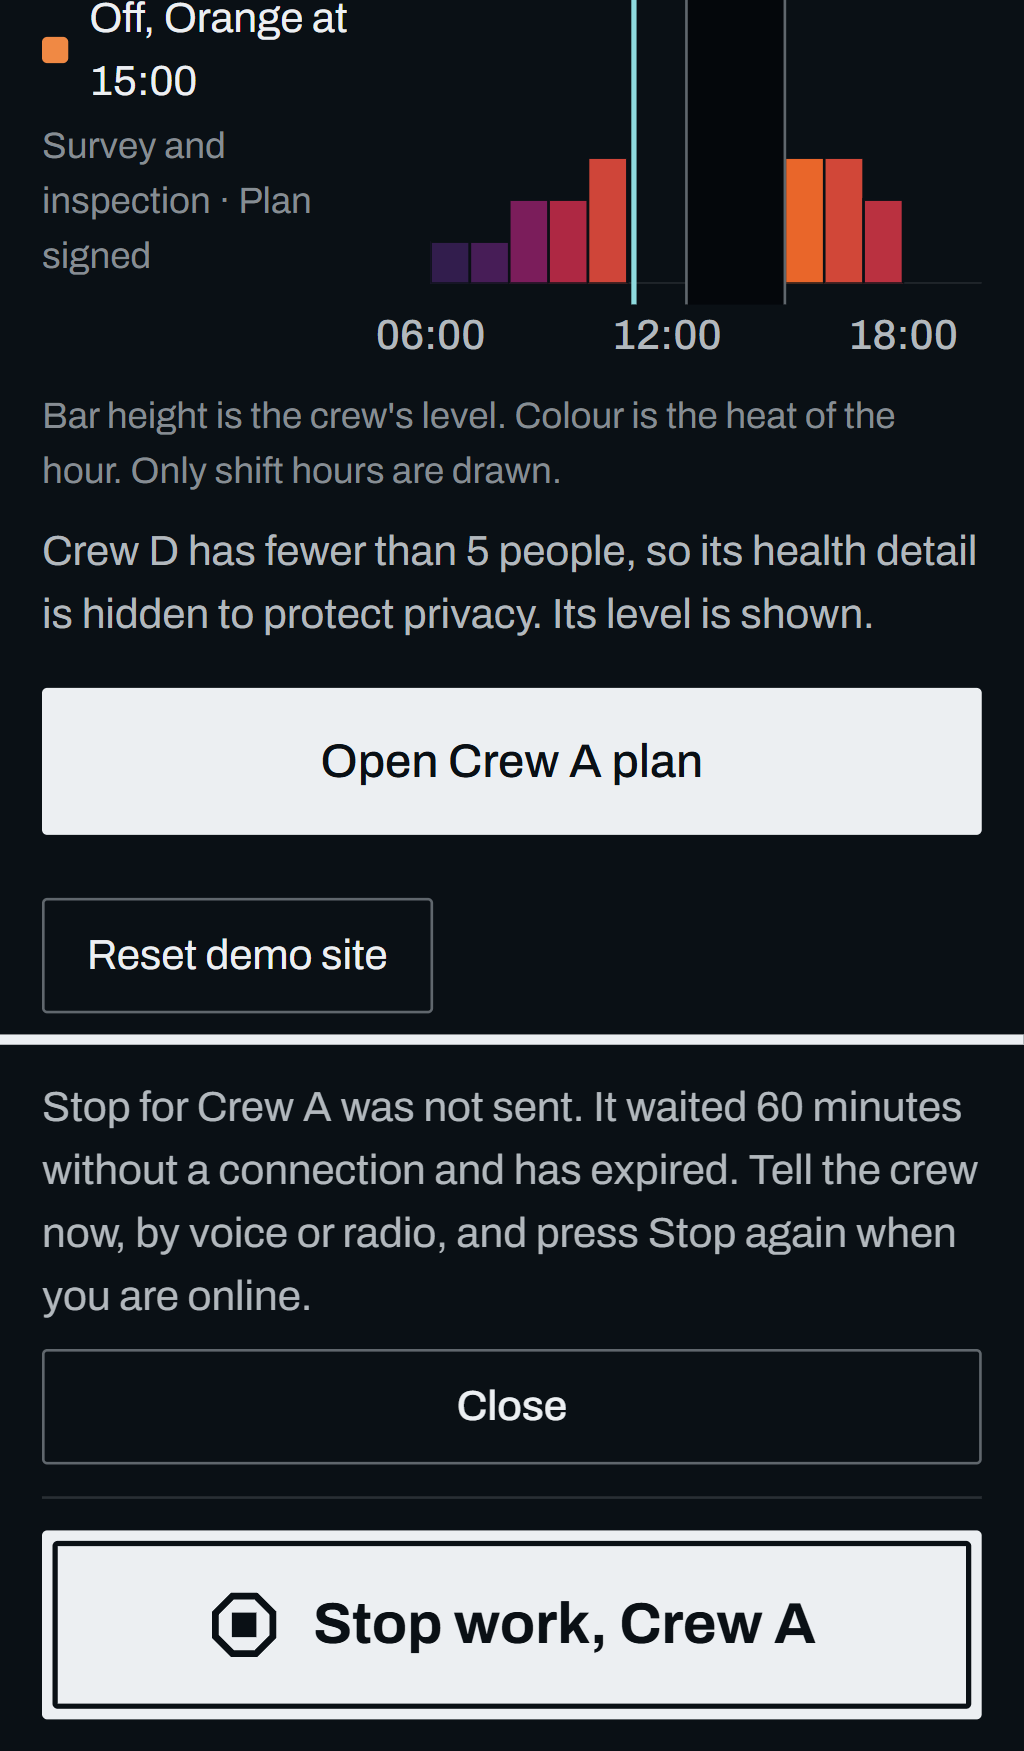 Off, Orange at
15:00
Survey and
inspection · Plan
signed
06:00 12:00 18:00
Bar height is the crew's level. Colour is the heat of the
hour. Only shift hours are drawn.
Crew D has fewer than 5 people, so its health detail
is hidden to protect privacy. Its level is shown.
Open Crew A plan
Reset demo site
Stop for Crew A was not sent. It waited 60 minutes
without a connection and has expired. Tell the crew
now, by voice or radio, and press Stop again when
you are online.
Close
Stop work, Crew A